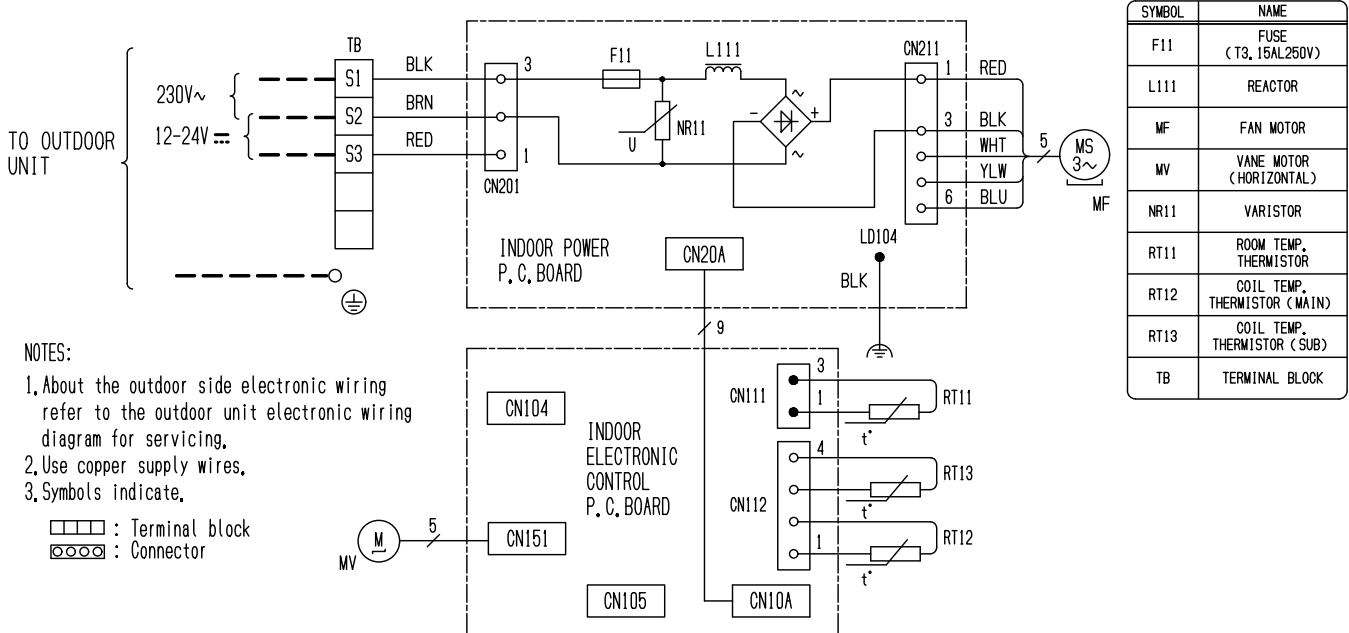 TO OUTDOOR
UNIT
230V~
12-24V
TB
S1
S2
S3
BLK
BRN
RED
3
1
CN201
F11
L111
NR11
U
~
-
+
~
CN211
1
3
6
RED
BLK
WHT
YLW
BLU
5
MS
3~
MF
INDOOR POWER
P.C.BOARD
CN20A
LD104
BLK
9
NOTES:
1.About the outdoor side electronic wiring
refer to the outdoor unit electronic wiring
diagram for servicing.
2.Use copper supply wires.
3.Symbols indicate.
: Terminal block
: Connector
MV
M
5
CN104
CN151
INDOOR
ELECTRONIC
CONTROL
P.C.BOARD
CN105
CN10A
CN111
3
1
RT11
t°
CN112
4
1
RT13
t°
RT12
t°
SYMBOL NAME
F11 FUSE
(T3.15AL250V)
L111 REACTOR
MF FAN MOTOR
MV VANE MOTOR
(HORIZONTAL)
NR11 VARISTOR
RT11 ROOM TEMP.
THERMISTOR
RT12 COIL TEMP.
THERMISTOR (MAIN)
RT13 COIL TEMP.
THERMISTOR (SUB)
TB TERMINAL BLOCK